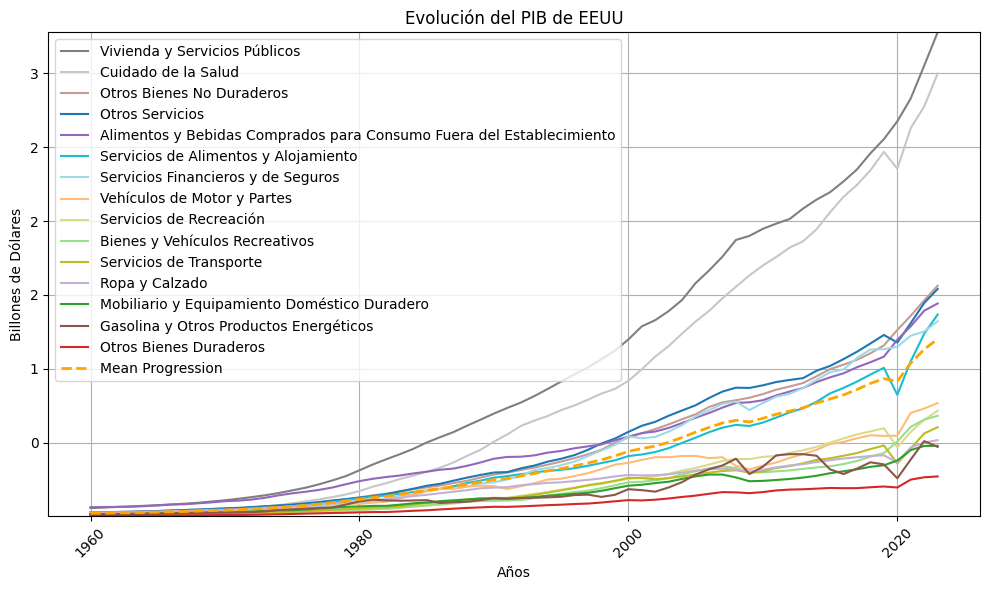 Evolución del PIB de EEUU
Billones de Dólares
3
2
2
2
1
0
Vivienda y Servicios Públicos
Cuidado de la Salud
Otros Bienes No Duraderos
Otros Servicios
Alimentos y Bebidas Comprados para Consumo Fuera del Establecimiento
Servicios de Alimentos y Alojamiento
Servicios Financieros y de Seguros
Vehículos de Motor y Partes
Servicios de Recreación
Bienes y Vehículos Recreativos
Servicios de Transporte
Ropa y Calzado
Mobiliario y Equipamiento Doméstico Duradero
Gasolina y Otros Productos Energéticos
Otros Bienes Duraderos
Mean Progression
1960
1980
2000
2020
Años